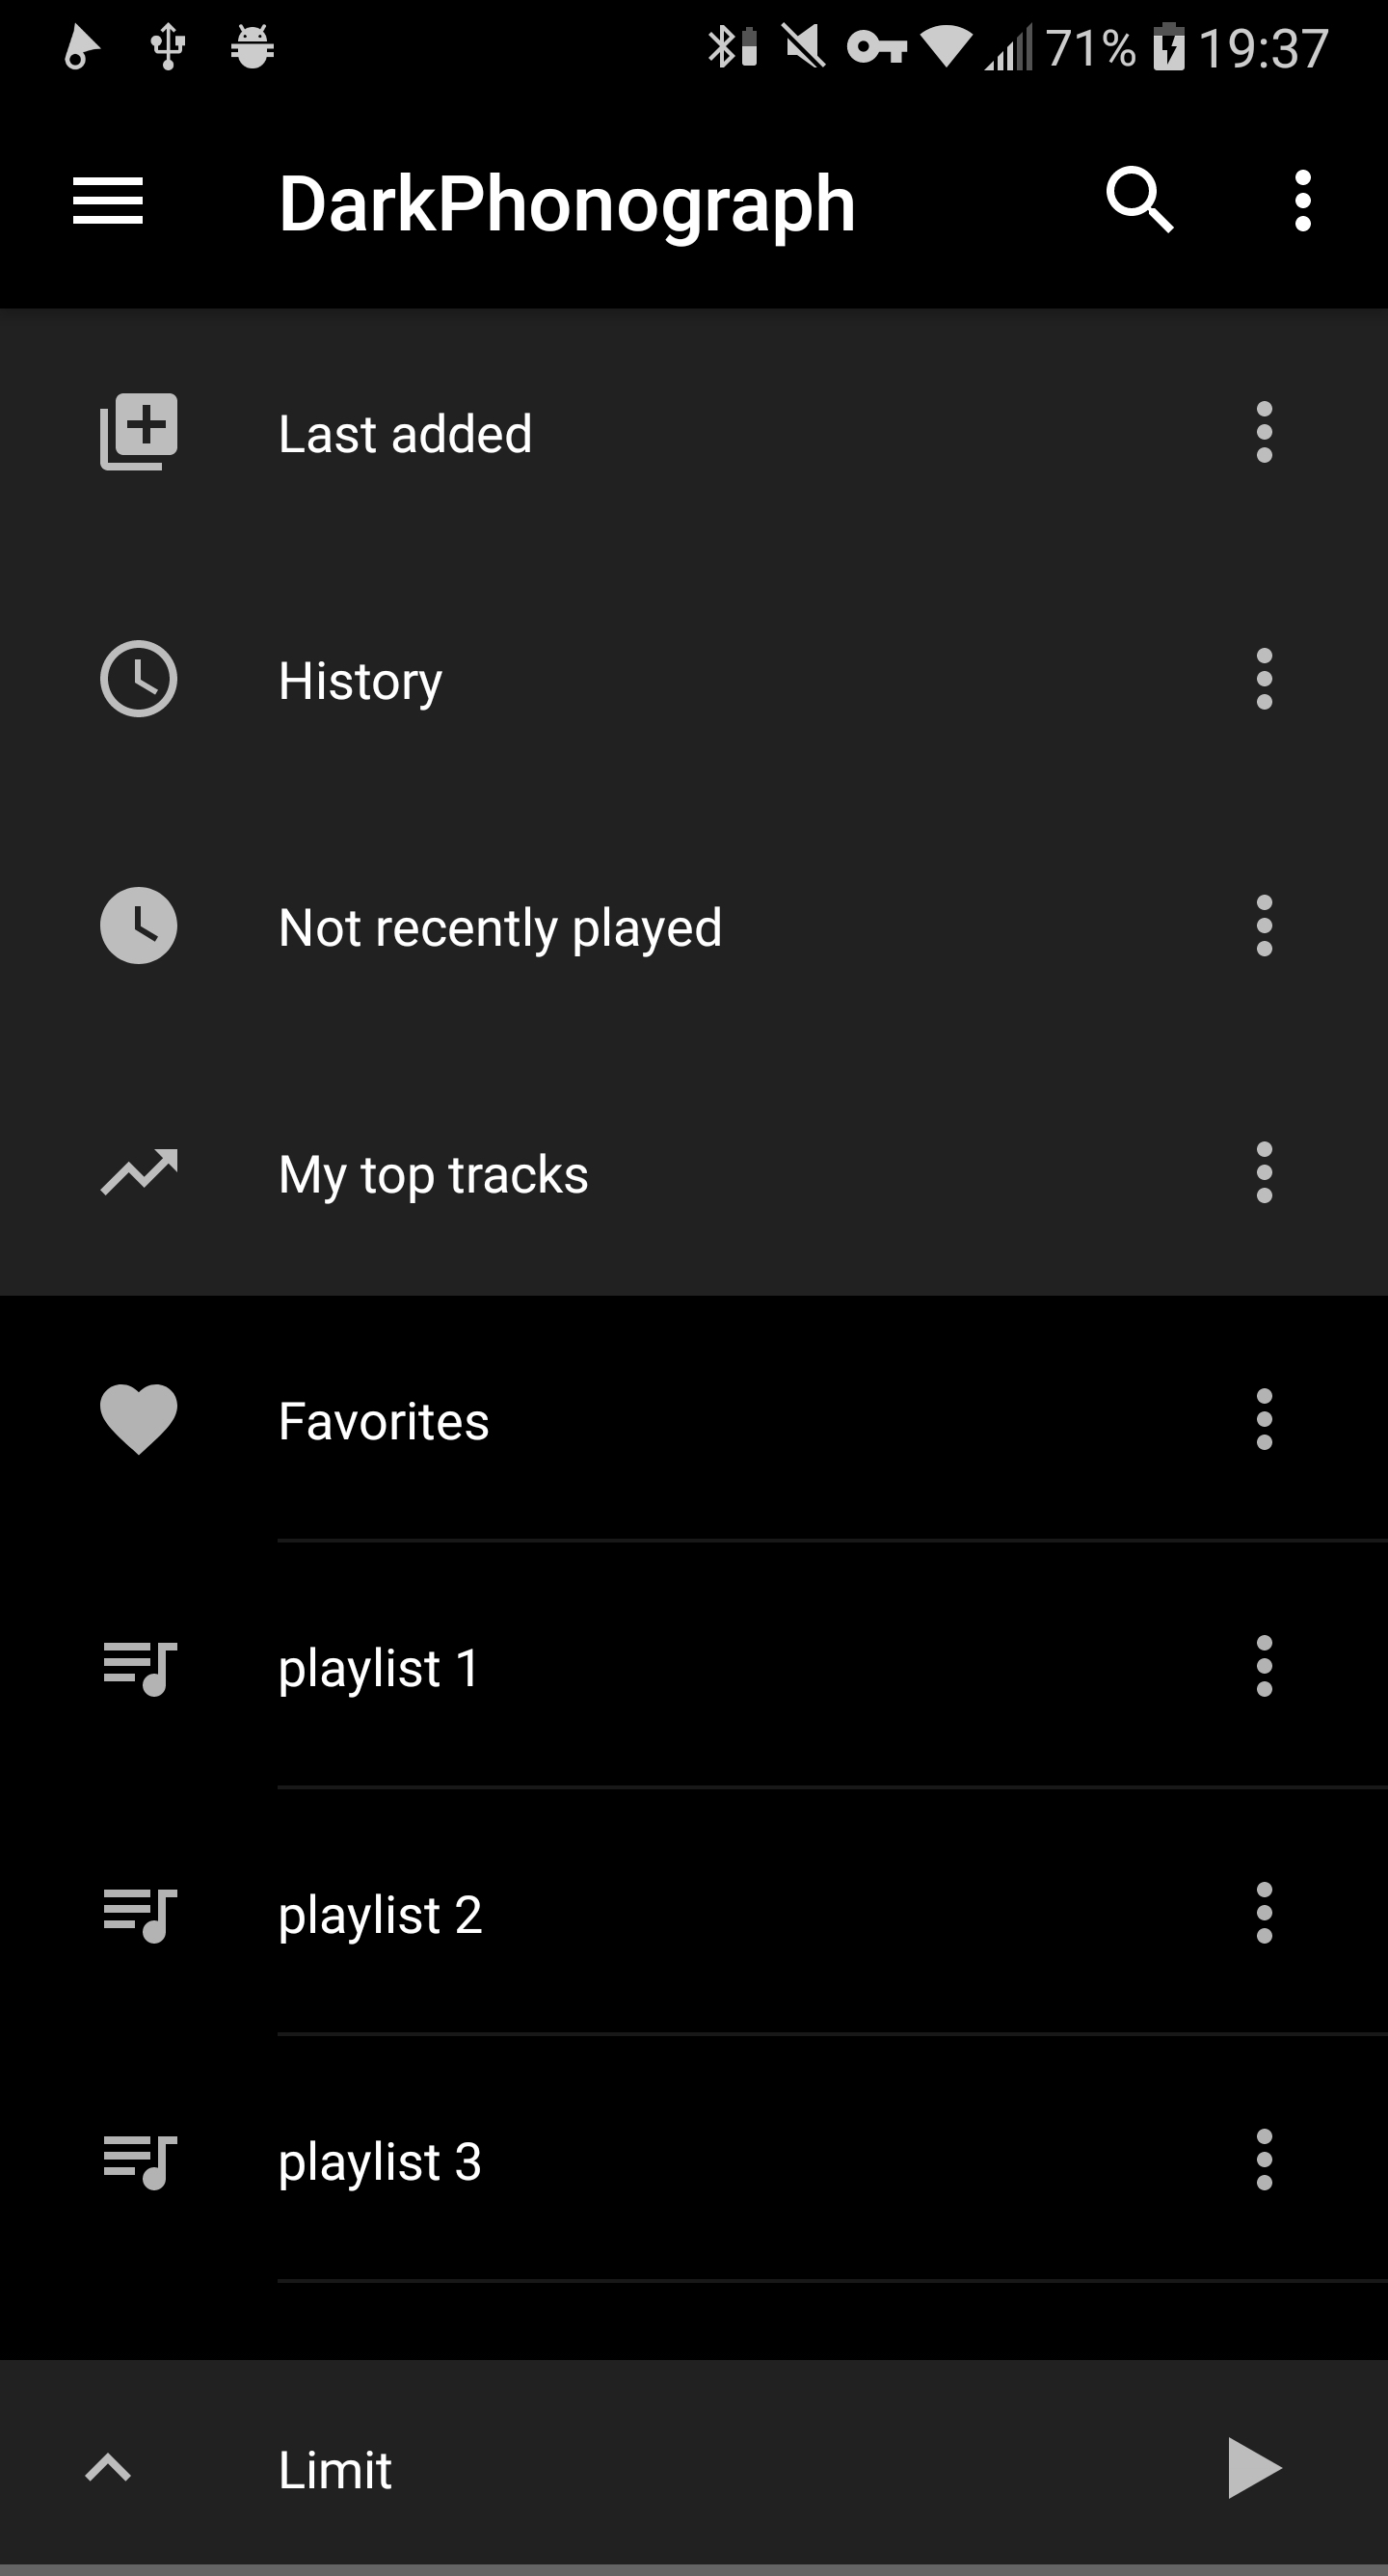 71% 19:37
DarkPhonograph
Last added
History
Not recently played
My top tracks
Favorites
playlist 1
playlist 2
playlist 3
Limit